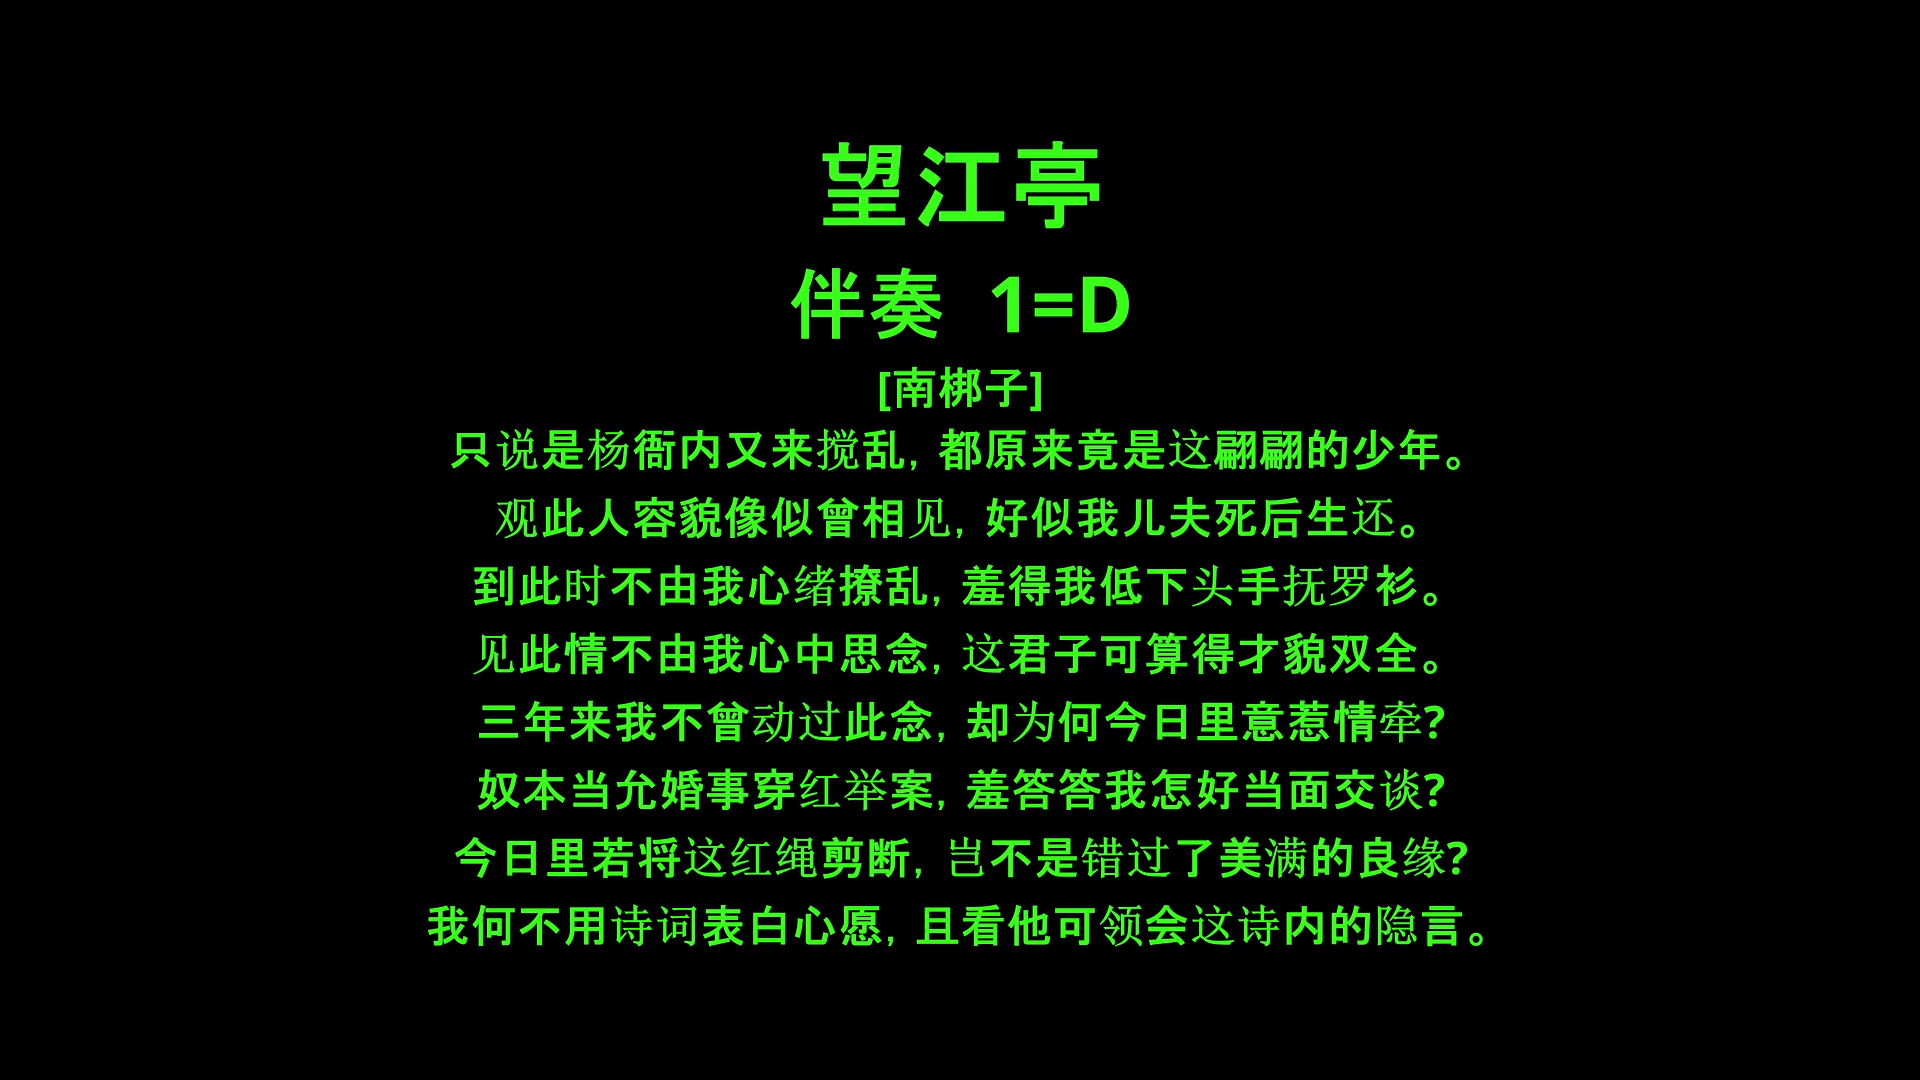 望江亭
伴奏 1=D
[南梆子]
只说是杨衙内又来搅乱, 都原来竟是这翩翩的少年。
观此人容貌像似曾相见, 好似我儿夫死后生还。
到此时不由我心绪撩乱, 羞得我低下头手抚罗衫。
见此情不由我心中思念, 这君子可算得才貌双全。
三年来我不曾动过此念, 却为何今日里意惹情牵?
奴本当允婚事穿红举案, 羞答答我怎好当面交谈?
今日里若将这红绳剪断, 岂不是错过了美满的良缘?
我何不用诗词表白心愿, 且看他可领会这诗内的隐言。